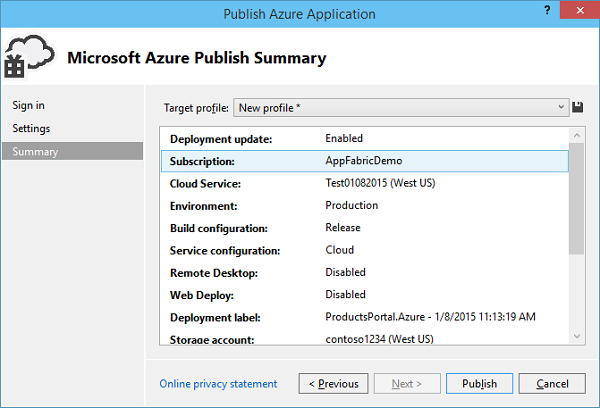 Publish Azure Application
?
Microsoft Azure Publish Summary
Sign in
Settings
Summary
Target profile: New profile *
Deployment update: Enabled
Subscription: AppFabricDemo
Cloud Service: Test01082015 (West US)
Environment: Production
Build configuration: Release
Service configuration: Cloud
Remote Desktop: Disabled
Web Deploy: Disabled
Deployment label: ProductsPortal.Azure - 1/8/2015 11:13:19 AM
Storage account: contoso1234 (West US)
Online privacy statement
< Previous
Next >
Publish
Cancel